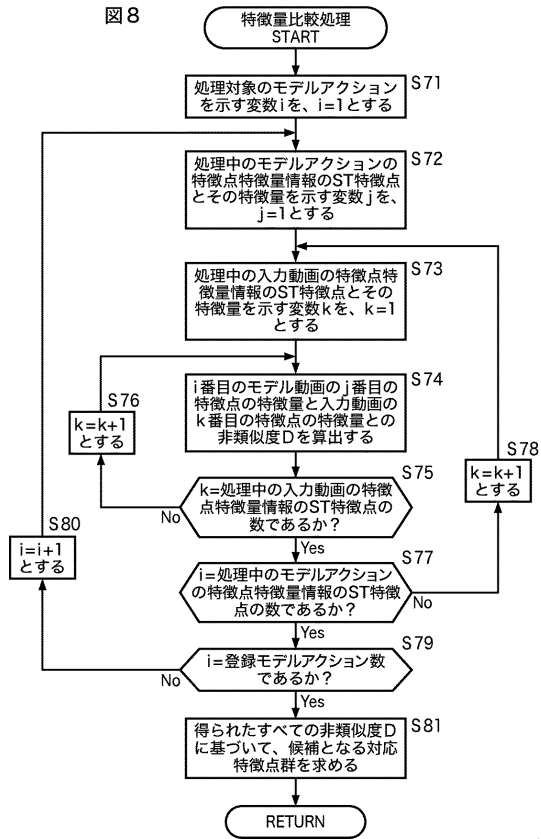 図8
特徴量比較処理
START
S71
処理対象のモデルアクション
を示す変数iを、i=1とする
S72
処理中のモデルアクションの
特徴点特徴量情報のST特徴点
とその特徴量を示す変数jを、
j=1とする
S73
処理中の入力動画の特徴点特
徴量情報のST特徴点とその
特徴量を示す変数kを、k=1
とする
S74
i番目のモデル動画のj番目の
特徴点の特徴量と入力動画の
k番目の特徴点の特徴量との
非類似度Dを算出する
S76
k=k+1
とする
S75
k=処理中の入力動画の特徴
点特徴量情報のST特徴点の
数であるか?
No
Yes
S78
k=k+1
とする
S77
i=処理中のモデルアクション
の特徴点特徴量情報のST特徴
点の数であるか?
No
Yes
S80
i=i+1
とする
S79
i=登録モデルアクション数
であるか?
No
Yes
S81
得られたすべての非類似度D
に基づいて、候補となる対応
特徴点群を求める
RETURN